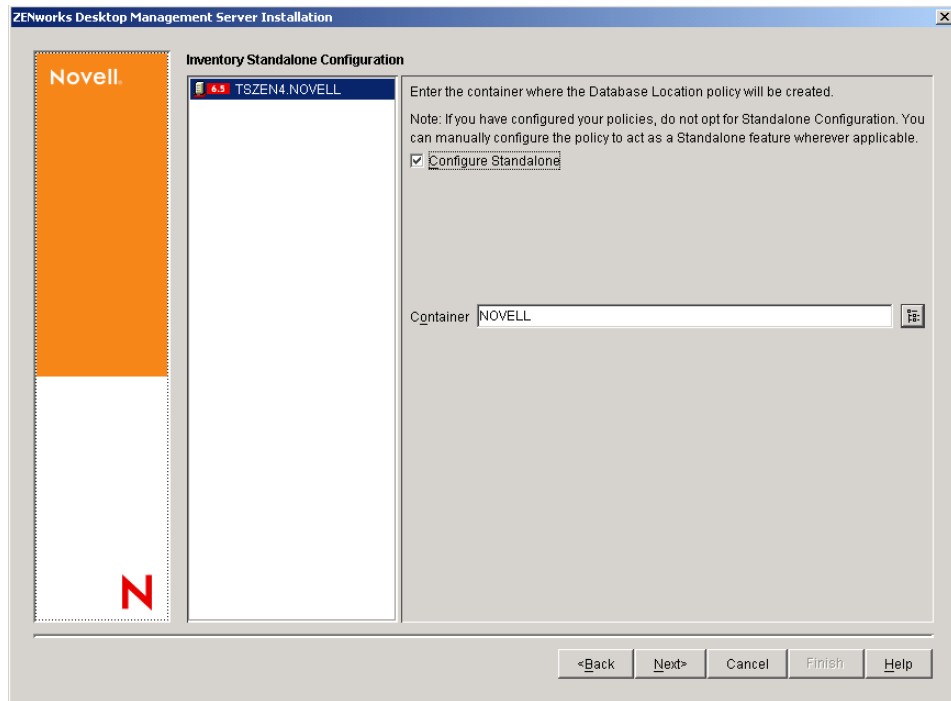 ZENworks Desktop Management Server Installation
Novell.
Inventory Standalone Configuration
6.5 TSZEN4.NOVELL
Enter the container where the Database Location policy will be created.
Note: If you have configured your policies, do not opt for Standalone Configuration. You
can manually configure the policy to act as a Standalone feature wherever applicable.
Configure Standalone
Container NOVELL
N
<Back Next> Cancel Finish Help